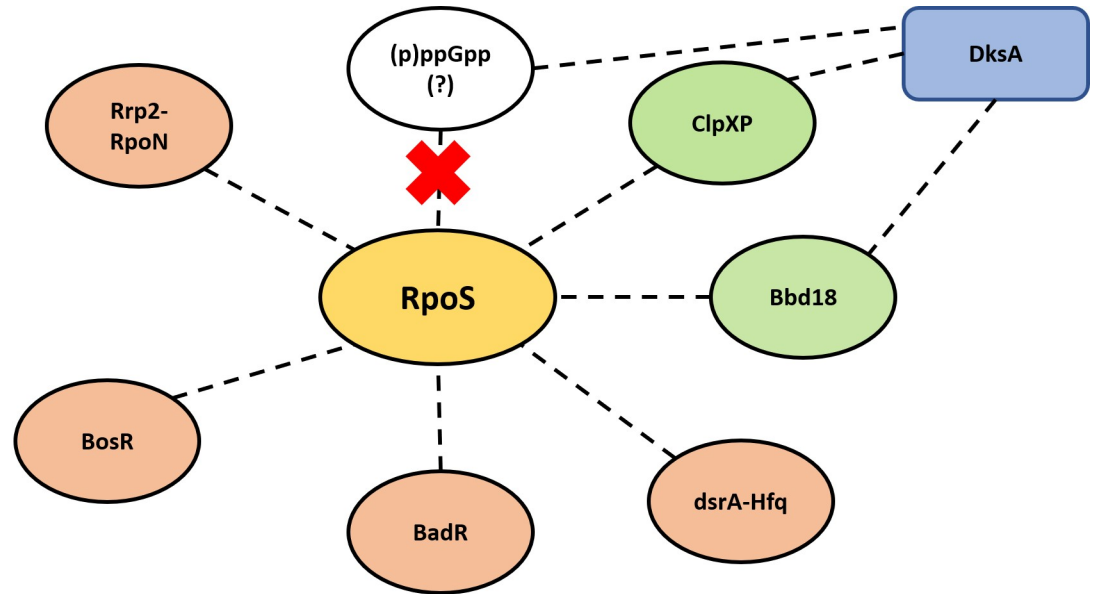 (p)ppGpp
(?)
DksA
Rrp2-
RpoN
ClpXP
RpoS
Bbd18
BosR
dsrA-Hfq
BadR